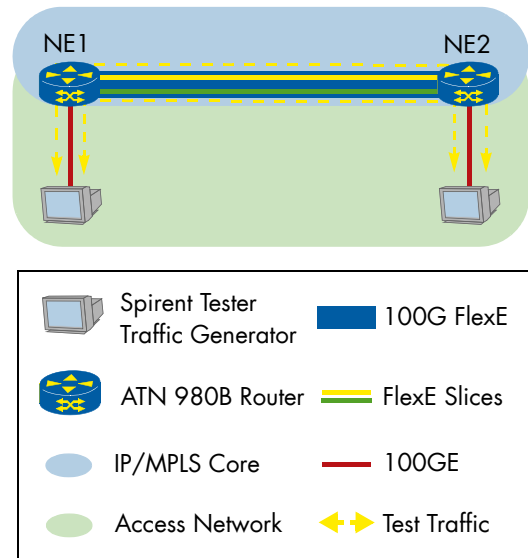 NE1
NE2
Spirent Tester
Traffic Generator
100G FlexE
ATN 980B Router
FlexE Slices
IP/MPLS Core
100GE
Access Network
Test Traffic